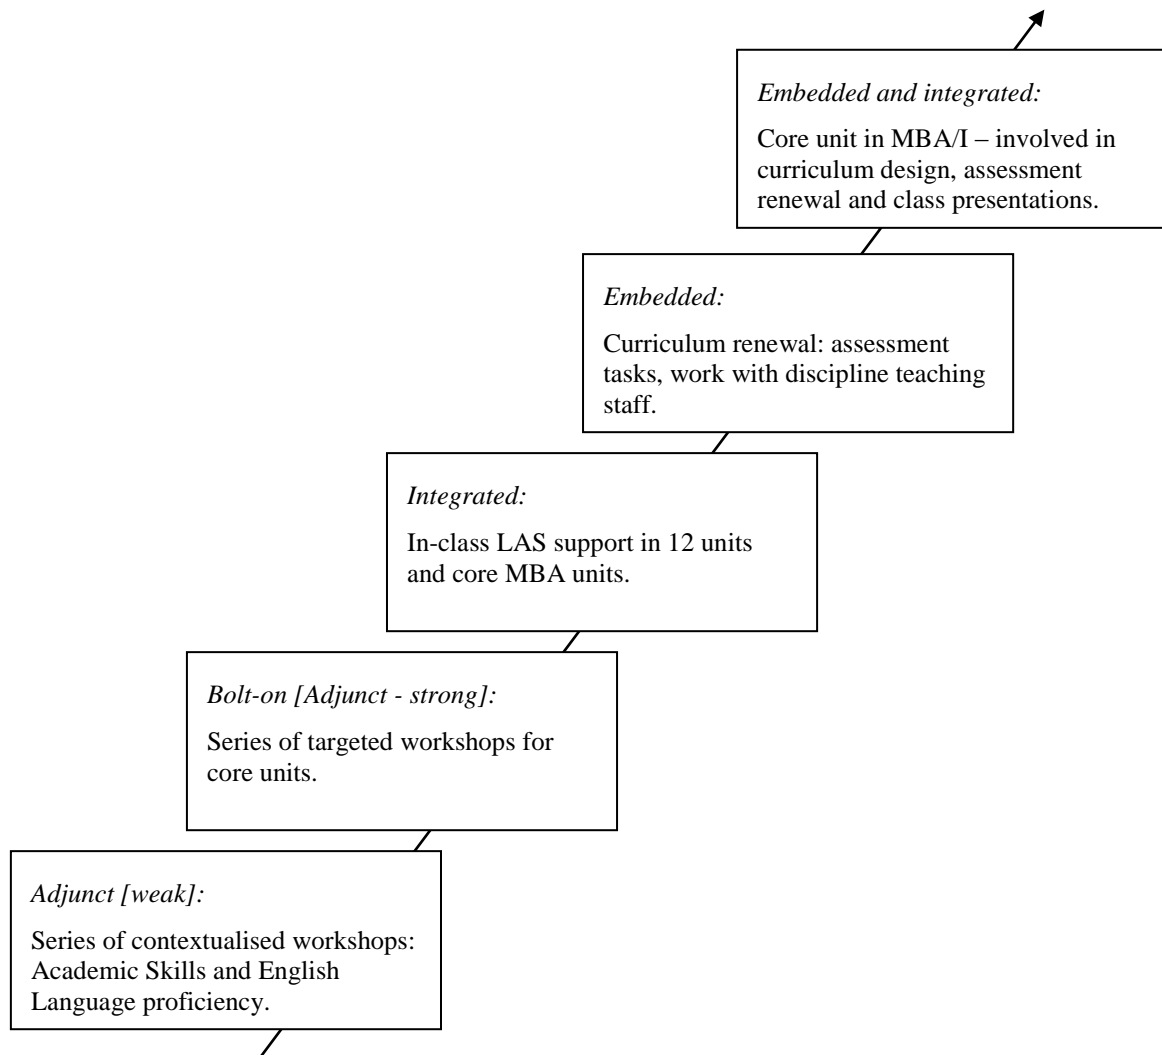 Embedded and integrated:
Core unit in MBA/I – involved in
curriculum design, assessment
renewal and class presentations.
Embedded:
Curriculum renewal: assessment
tasks, work with discipline teaching
staff.
Integrated:
In-class LAS support in 12 units
and core MBA units.
Bolt-on [Adjunct - strong]:
Series of targeted workshops for
core units.
Adjunct [weak]:
Series of contextualised workshops:
Academic Skills and English
Language proficiency.